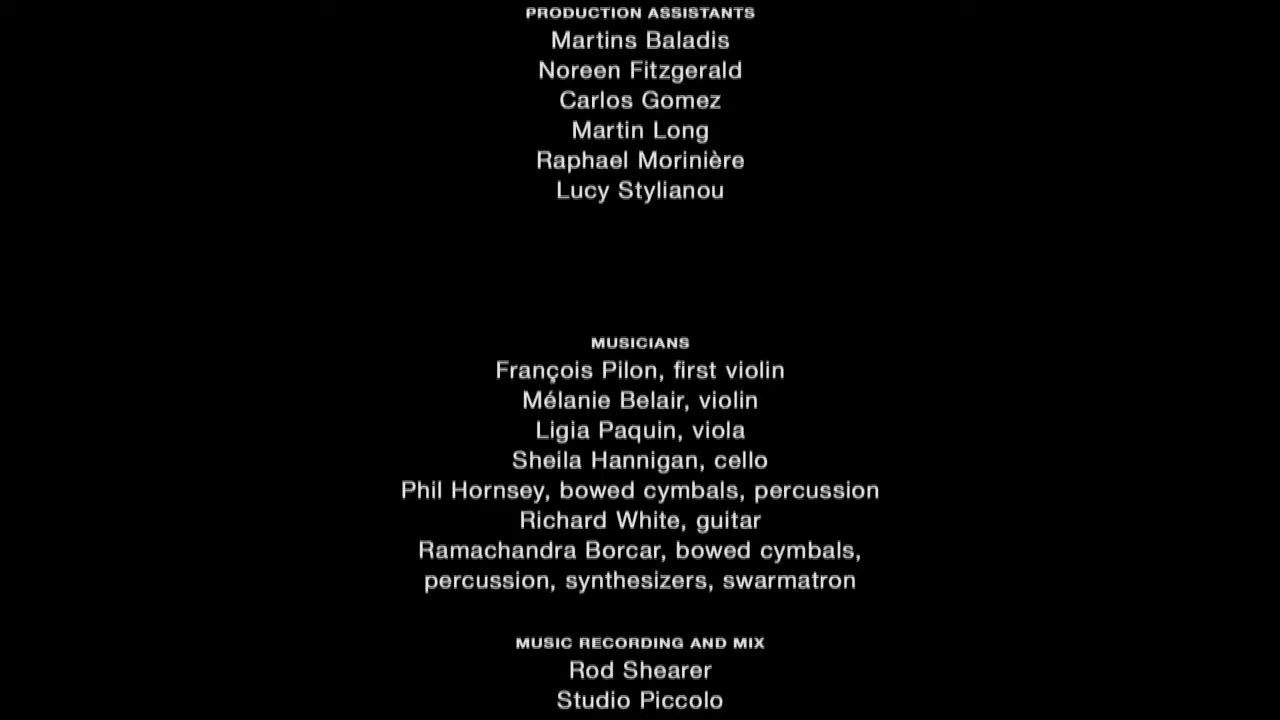 PRODUCTION ASSISTANTS
Martins Baladis
Noreen Fitzgerald
Carlos Gomez
Martin Long
Raphael Morinière
Lucy Stylianou
MUSICIANS
François Pilon, first violin
Mélanie Belair, violin
Ligia Paquin, viola
Sheila Hannigan, cello
Phil Hornsey, bowed cymbals, percussion
Richard White, guitar
Ramachandra Borcar, bowed cymbals,
percussion, synthesizers, swarmatron
MUSIC RECORDING AND MIX
Rod Shearer
Studio Piccolo